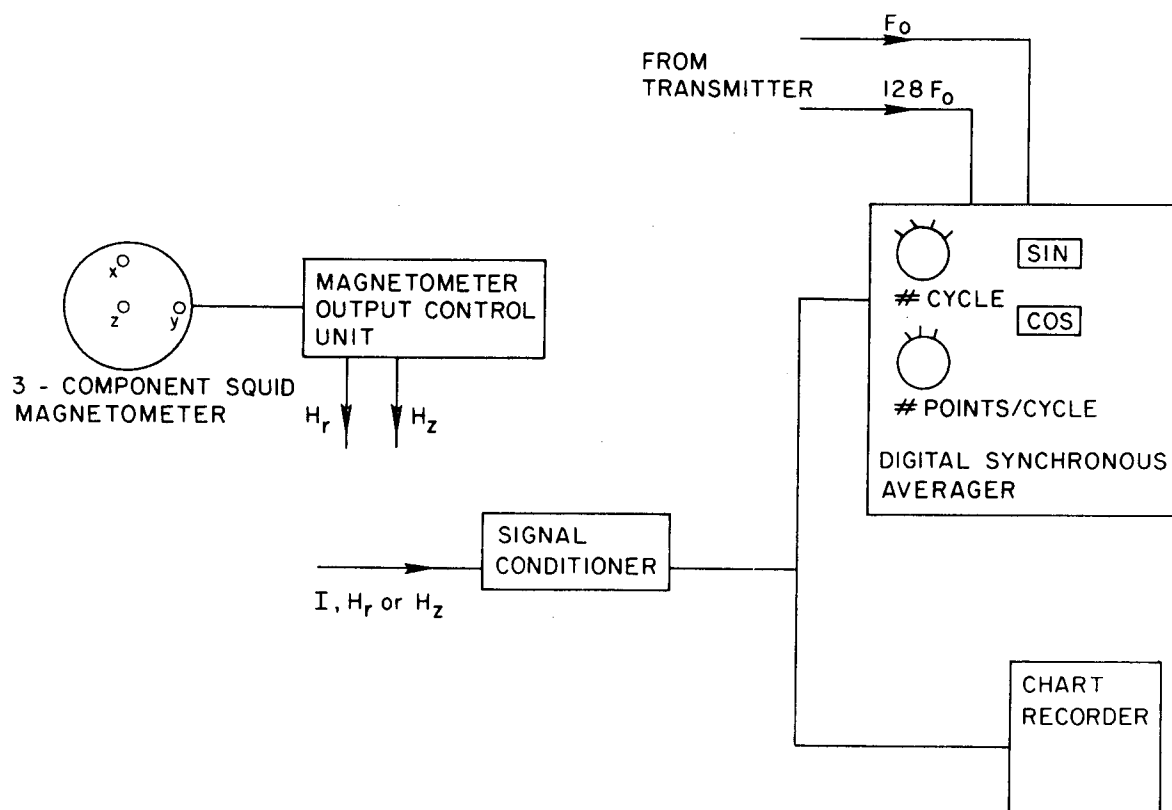 F₀
FROM
TRANSMITTER
128 F₀
SIN
# CYCLE
COS
# POINTS/CYCLE
DIGITAL SYNCHRONOUS
AVERAGER
x
z
y
MAGNETOMETER
OUTPUT CONTROL
UNIT
3 - COMPONENT SQUID
MAGNETOMETER
Hr
Hz
SIGNAL
CONDITIONER
I, Hr or Hz
CHART
RECORDER